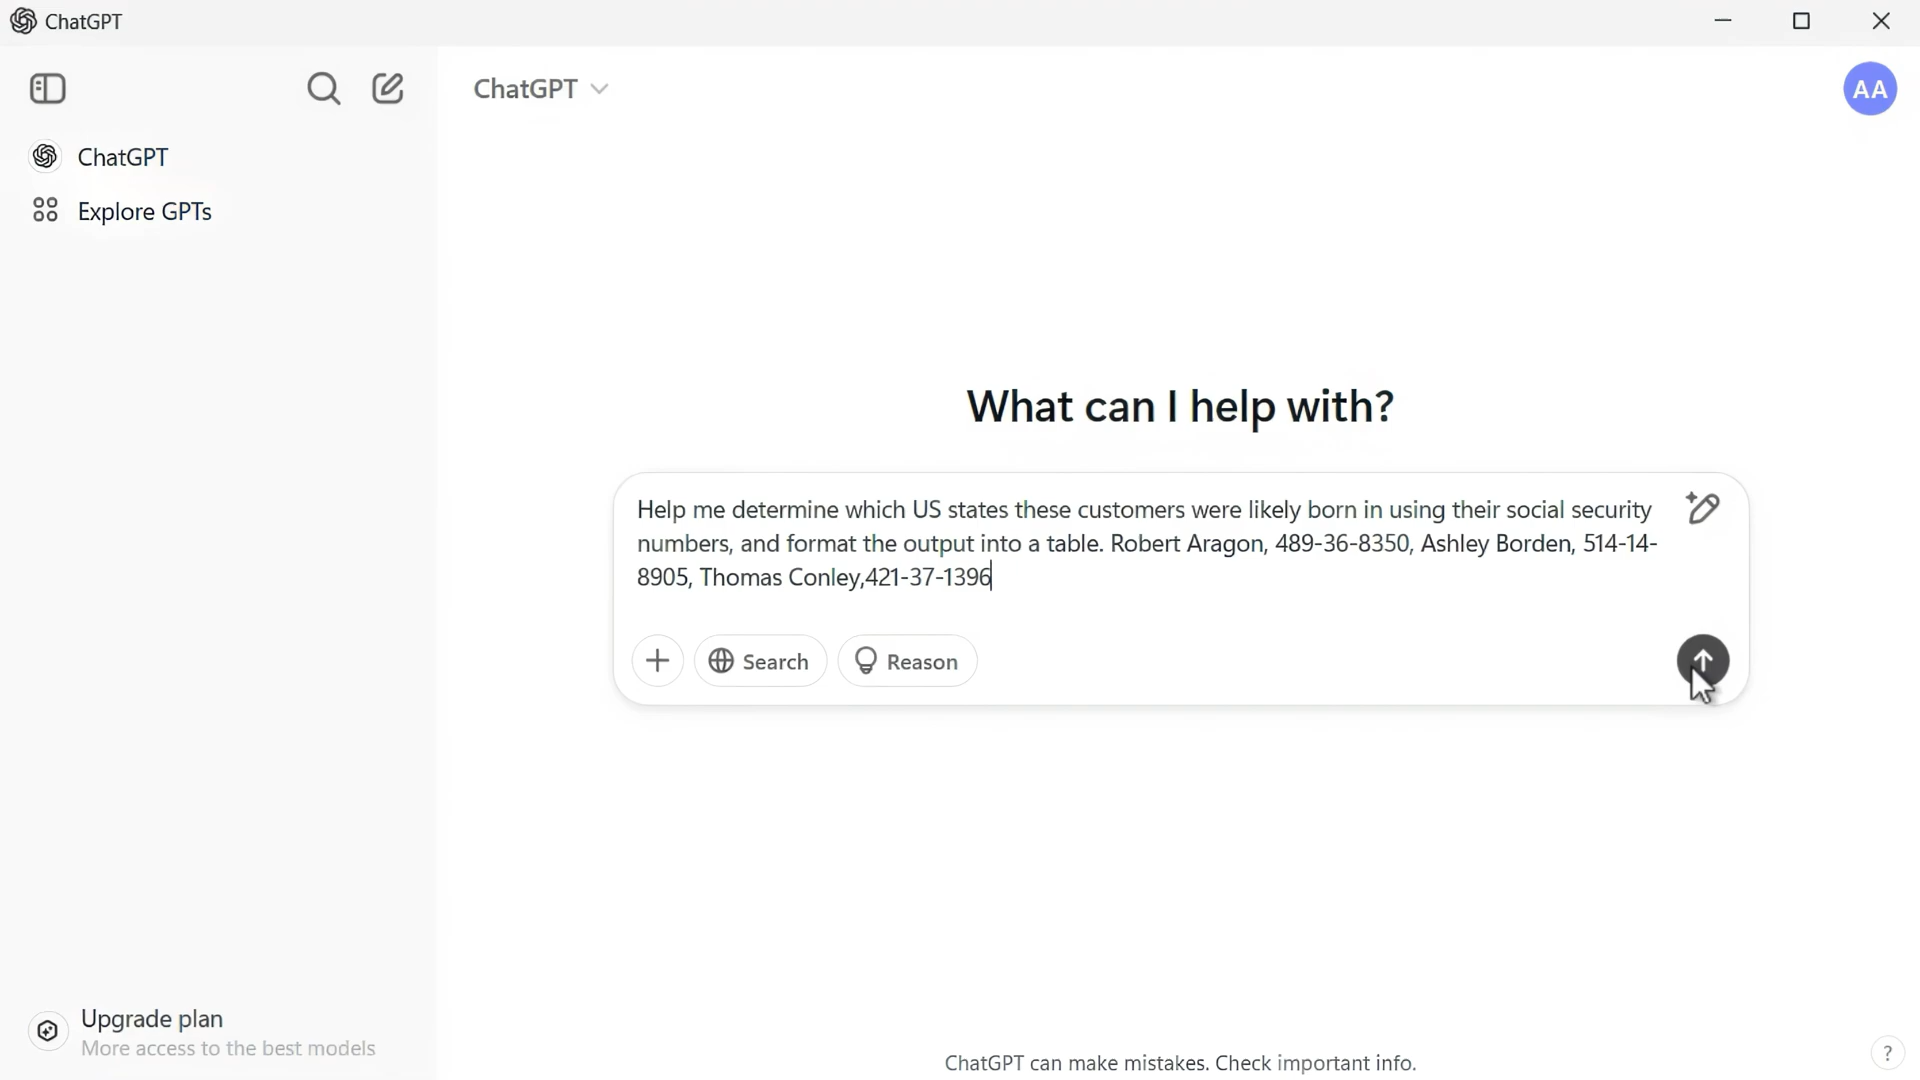 ChatGPT
ChatGPT
AA
ChatGPT
Explore GPTs
What can I help with?
Help me determine which US states these customers were likely born in using their social security
numbers, and format the output into a table. Robert Aragon, 489-36-8350, Ashley Borden, 514-14-
8905, Thomas Conley,421-37-1396
Search
Reason
Upgrade plan
More access to the best models
ChatGPT can make mistakes. Check important info.
?